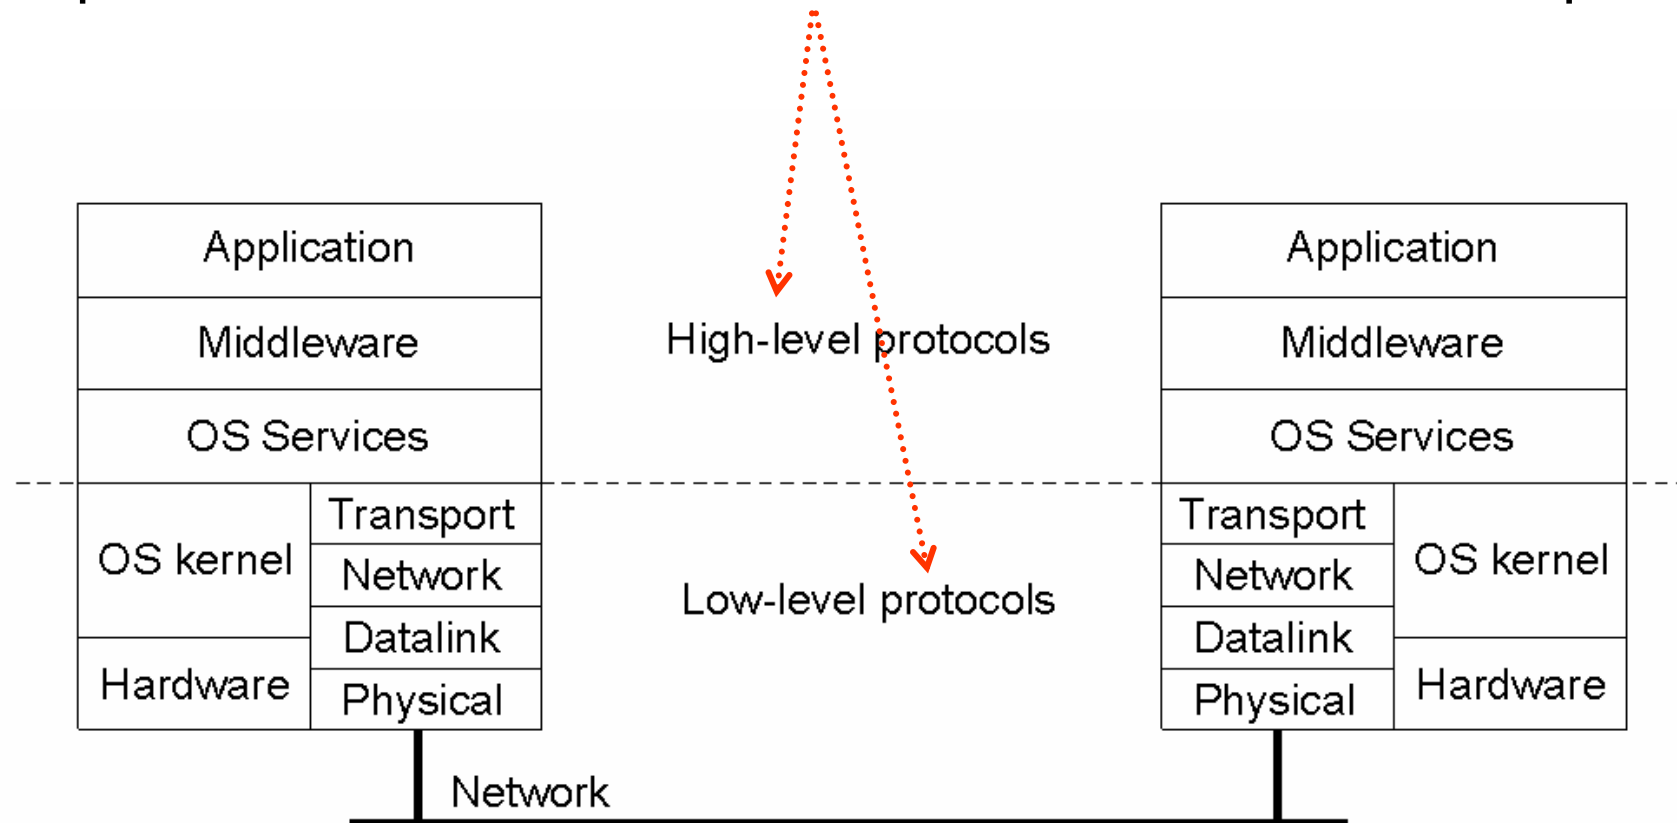 Application
Middleware
OS Services
OS kernel
Hardware
Transport
Network
Datalink
Physical
High-level protocols
Low-level protocols
Application
Middleware
OS Services
Transport
Network
Datalink
Physical
OS kernel
Hardware
Network